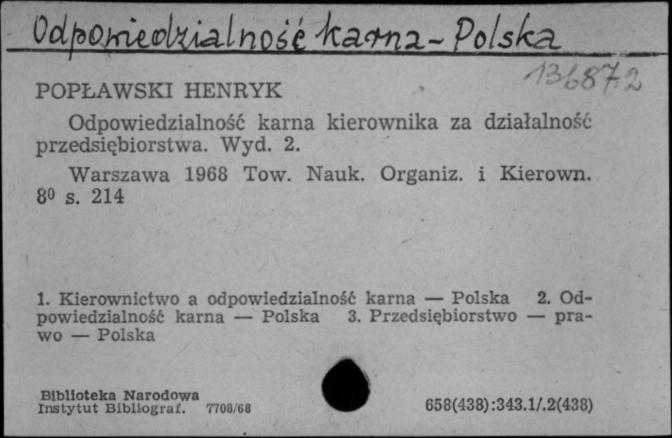 Odpowiedzialność karna - Polska
136872
POPŁAWSKI HENRYK
Odpowiedzialność karna kierownika za działalność
przedsiębiorstwa. Wyd. 2.
Warszawa 1968 Tow. Nauk. Organiz. i Kierown.
8⁰ s. 214
1. Kierownictwo a odpowiedzialność karna — Polska 2. Od-
powiedzialność karna — Polska 3. Przedsiębiorstwo — pra-
wo — Polska
Biblioteka Narodowa
Instytut Bibliograf. 7708/68
658(438):343.1/.2(438)